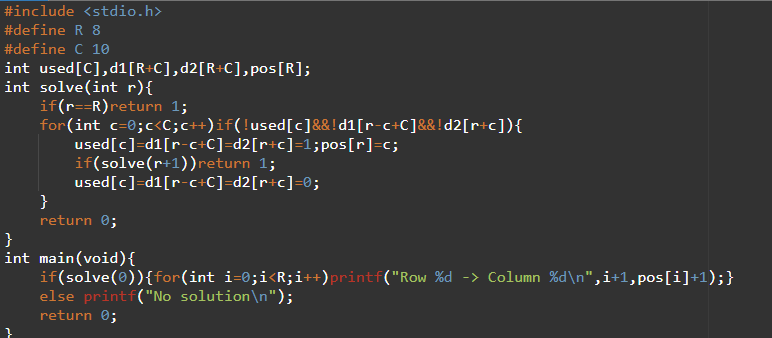 #include <stdio.h>
#define R 8
#define C 10
int used[C],d1[R+C],d2[R+C],pos[R];
int solve(int r){
    if(r==R)return 1;
    for(int c=0;c<C;c++)if(!used[c]&&!d1[r-c+C]&&!d2[r+c]){
        used[c]=d1[r-c+C]=d2[r+c]=1;pos[r]=c;
        if(solve(r+1))return 1;
        used[c]=d1[r-c+C]=d2[r+c]=0;
    }
    return 0;
}
int main(void){
    if(solve(0)){for(int i=0;i<R;i++)printf("Row %d -> Column %d\n",i+1,pos[i]+1);}
    else printf("No solution\n");
    return 0;
}